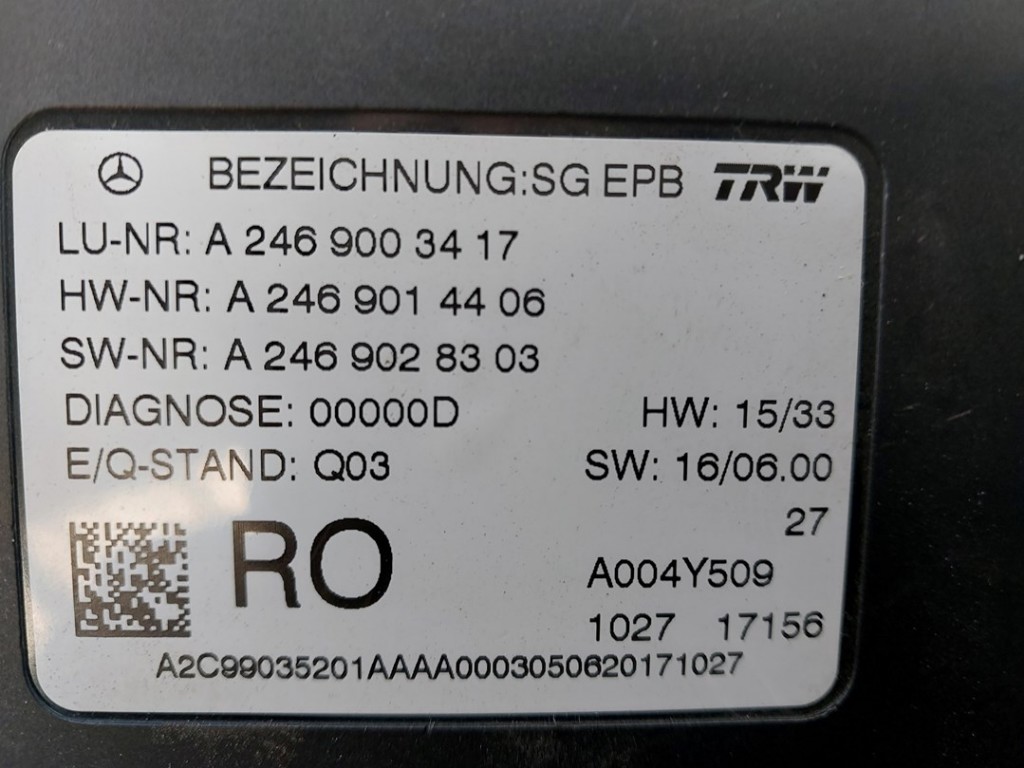 BEZEICHNUNG:SG EPB TRW
LU-NR: A 246 900 34 17
HW-NR: A 246 901 44 06
SW-NR: A 246 902 83 03
DIAGNOSE: 00000D HW: 15/33
E/Q-STAND: Q03 SW: 16/06.00
27
RO A004Y509
1027 17156
A2C99035201AAAA0003050620171027